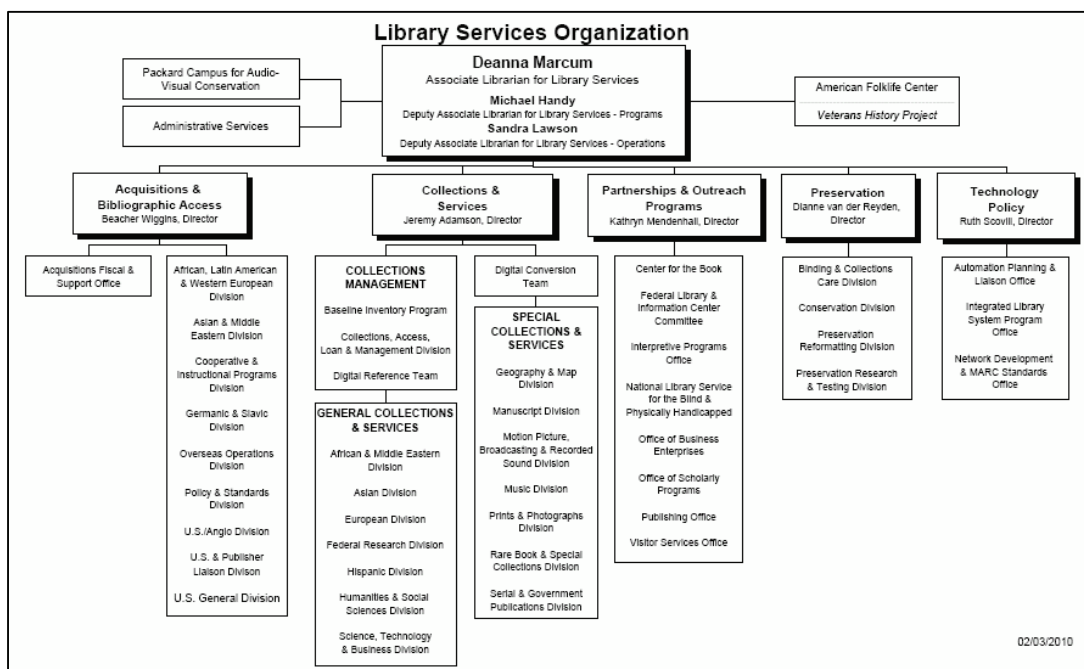 Library Services Organization
Deanna Marcum
Associate Librarian for Library Services
Michael Handy
Deputy Associate Librarian for Library Services - Programs
Sandra Lawson
Deputy Associate Librarian for Library Services - Operations
Packard Campus for Audio-
Visual Conservation
Administrative Services
American Folklife Center
Veterans History Project
Acquisitions &
Bibliographic Access
Beacher Wiggins, Director
Collections &
Services
Jeremy Adamson, Director
Partnerships & Outreach
Programs
Kathryn Mendenhall, Director
Preservation
Dianne van der Reyden,
Director
Technology
Policy
Ruth Scovill, Director
Acquisitions Fiscal &
Support Office
African, Latin American
& Western European
Division
Asian & Middle
Eastern Division
Cooperative &
Instructional Programs
Division
Germanic & Slavic
Division
Overseas Operations
Division
Policy & Standards
Division
U.S./Anglo Division
U.S. & Publisher
Liaison Divison
U.S. General Division
COLLECTIONS
MANAGEMENT
Baseline Inventory Program
Collections, Access,
Loan & Management Division
Digital Reference Team
GENERAL COLLECTIONS
& SERVICES
African & Middle Eastern
Division
Asian Division
European Division
Federal Research Division
Hispanic Division
Humanities & Social
Sciences Division
Science, Technology
& Business Division
Digital Conversion
Team
SPECIAL
COLLECTIONS &
SERVICES
Geography & Map
Division
Manuscript Division
Motion Picture,
Broadcasting & Recorded
Sound Division
Music Division
Prints & Photographs
Division
Rare Book & Special
Collections Division
Serial & Government
Publications Division
Center for the Book
Federal Library &
Information Center
Committee
Interpretive Programs
Office
National Library Service
for the Blind &
Physically Handicapped
Office of Business
Enterprises
Office of Scholarly
Programs
Publishing Office
Visitor Services Office
Binding & Collections
Care Division
Conservation Division
Preservation
Reformatting Division
Preservation Research
& Testing Division
Automation Planning &
Liaison Office
Integrated Library
System Program
Office
Network Development
& MARC Standards
Office
02/03/2010